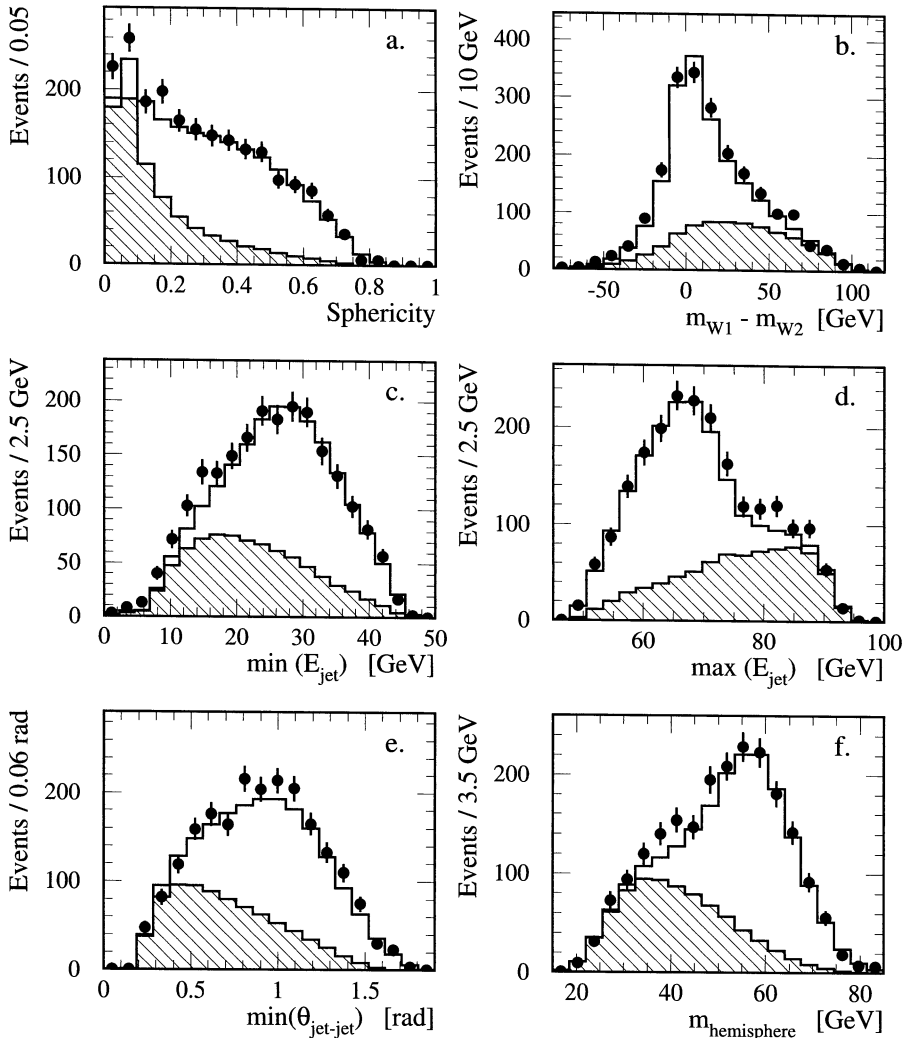 a.
Events / 0.05
200
100
0
0 0.2 0.4 0.6 0.8 1
Sphericity
b.
Events / 10 GeV
400
300
200
100
0
-50 0 50 100
m_W1 - m_W2 [GeV]
c.
Events / 2.5 GeV
200
150
100
50
0
0 10 20 30 40 50
min (E_jet) [GeV]
d.
Events / 2.5 GeV
200
100
0
60 80 100
max (E_jet) [GeV]
e.
Events / 0.06 rad
200
100
0
0 0.5 1 1.5
min(θ_jet-jet) [rad]
f.
Events / 3.5 GeV
200
100
0
20 40 60 80
m_hemisphere [GeV]